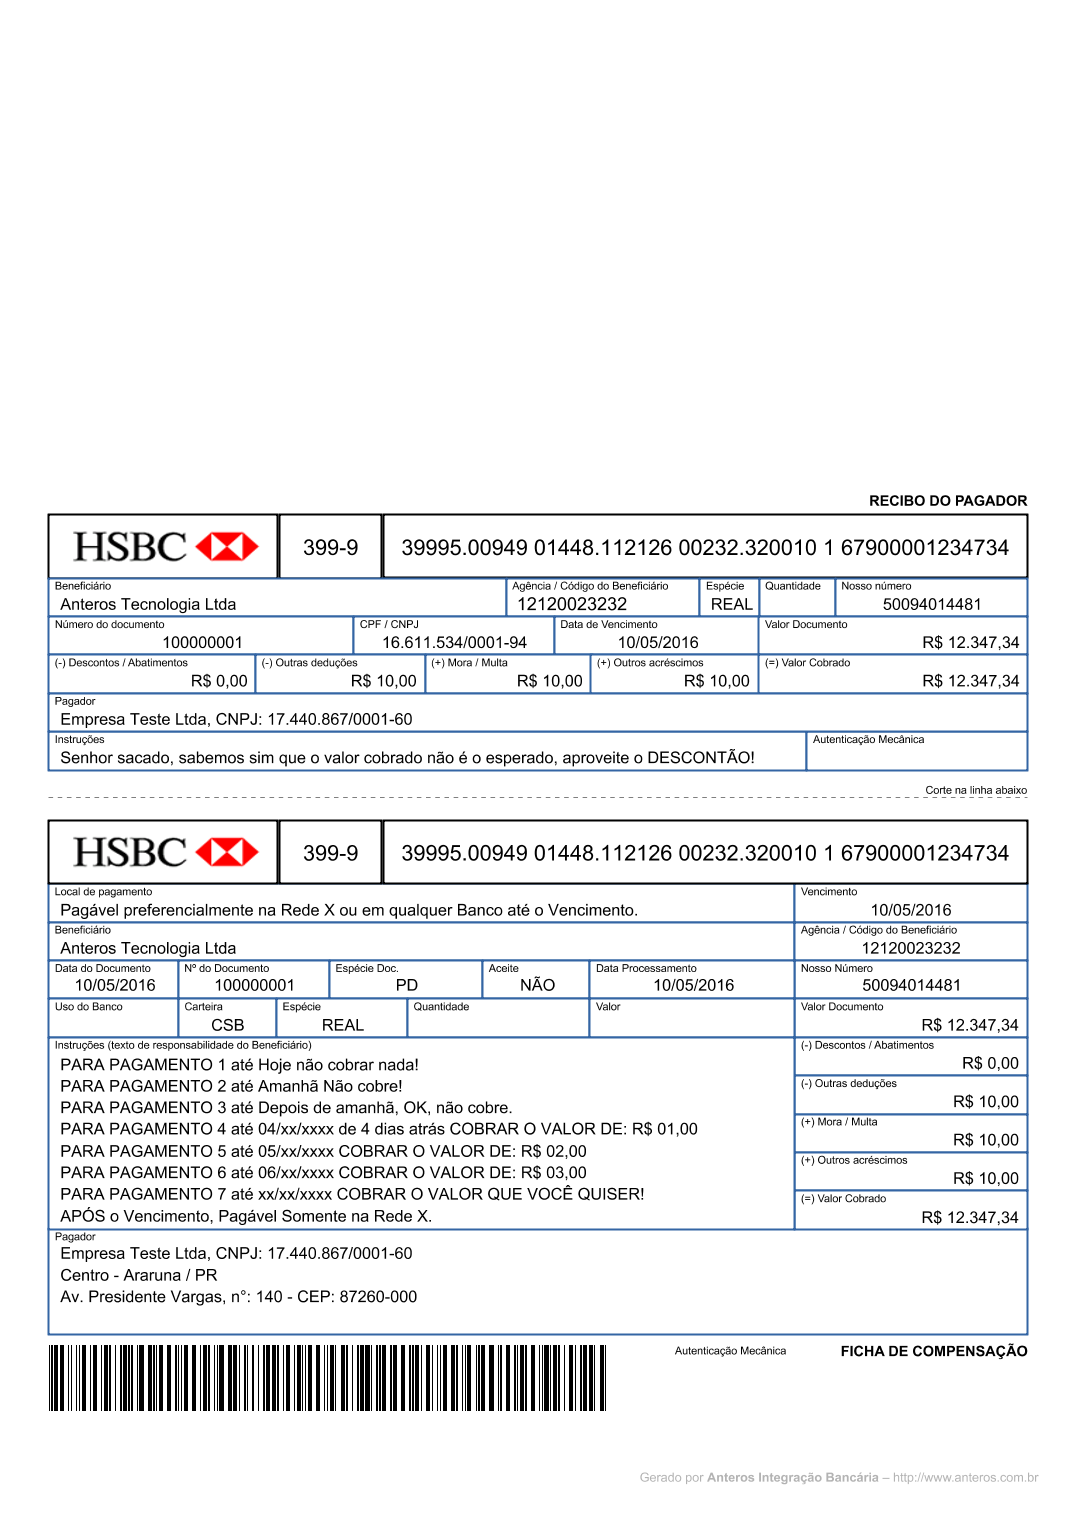 RECIBO DO PAGADOR
HSBC 399-9 39995.00949 01448.112126 00232.320010 1 67900001234734
Beneficiário Agência / Código do Beneficiário Espécie Quantidade Nosso número
Anteros Tecnologia Ltda 12120023232 REAL 50094014481
Número do documento CPF / CNPJ Data de Vencimento Valor Documento
100000001 16.611.534/0001-94 10/05/2016 R$ 12.347,34
(-) Descontos / Abatimentos (-) Outras deduções (+) Mora / Multa (+) Outros acréscimos (=) Valor Cobrado
R$ 0,00 R$ 10,00 R$ 10,00 R$ 10,00 R$ 12.347,34
Pagador
Empresa Teste Ltda, CNPJ: 17.440.867/0001-60
Instruções Autenticação Mecânica
Senhor sacado, sabemos sim que o valor cobrado não é o esperado, aproveite o DESCONTÃO!
Corte na linha abaixo
HSBC 399-9 39995.00949 01448.112126 00232.320010 1 67900001234734
Local de pagamento Vencimento
Pagável preferencialmente na Rede X ou em qualquer Banco até o Vencimento. 10/05/2016
Beneficiário Agência / Código do Beneficiário
Anteros Tecnologia Ltda 12120023232
Data do Documento Nº do Documento Espécie Doc. Aceite Data Processamento Nosso Número
10/05/2016 100000001 PD NÃO 10/05/2016 50094014481
Uso do Banco Carteira Espécie Quantidade Valor Valor Documento
CSB REAL R$ 12.347,34
Instruções (texto de responsabilidade do Beneficiário) (-) Descontos / Abatimentos
PARA PAGAMENTO 1 até Hoje não cobrar nada! R$ 0,00
PARA PAGAMENTO 2 até Amanhã Não cobre! (-) Outras deduções
PARA PAGAMENTO 3 até Depois de amanhã, OK, não cobre. R$ 10,00
PARA PAGAMENTO 4 até 04/xx/xxxx de 4 dias atrás COBRAR O VALOR DE: R$ 01,00 (+) Mora / Multa
PARA PAGAMENTO 5 até 05/xx/xxxx COBRAR O VALOR DE: R$ 02,00 R$ 10,00
PARA PAGAMENTO 6 até 06/xx/xxxx COBRAR O VALOR DE: R$ 03,00 (+) Outros acréscimos
R$ 10,00
PARA PAGAMENTO 7 até xx/xx/xxxx COBRAR O VALOR QUE VOCÊ QUISER! (=) Valor Cobrado
APÓS o Vencimento, Pagável Somente na Rede X. R$ 12.347,34
Pagador
Empresa Teste Ltda, CNPJ: 17.440.867/0001-60
Centro - Araruna / PR
Av. Presidente Vargas, n°: 140 - CEP: 87260-000
Autenticação Mecânica FICHA DE COMPENSAÇÃO
Gerado por Anteros Integração Bancária – http://www.anteros.com.br